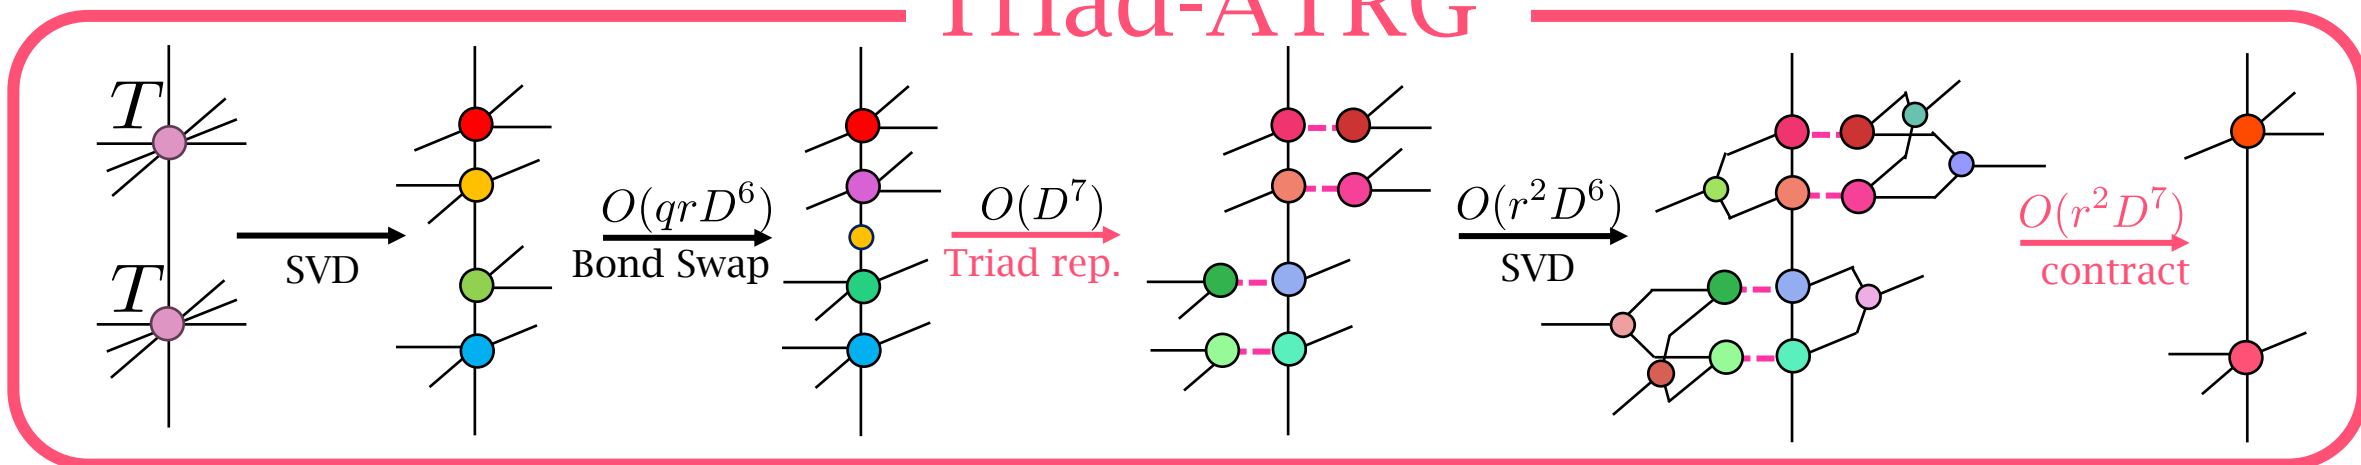 Triad-ATRG
T
T
SVD
O(qrD^6)
Bond Swap
O(D^7)
Triad rep.
O(r^2D^6)
SVD
O(r^2D^7)
contract